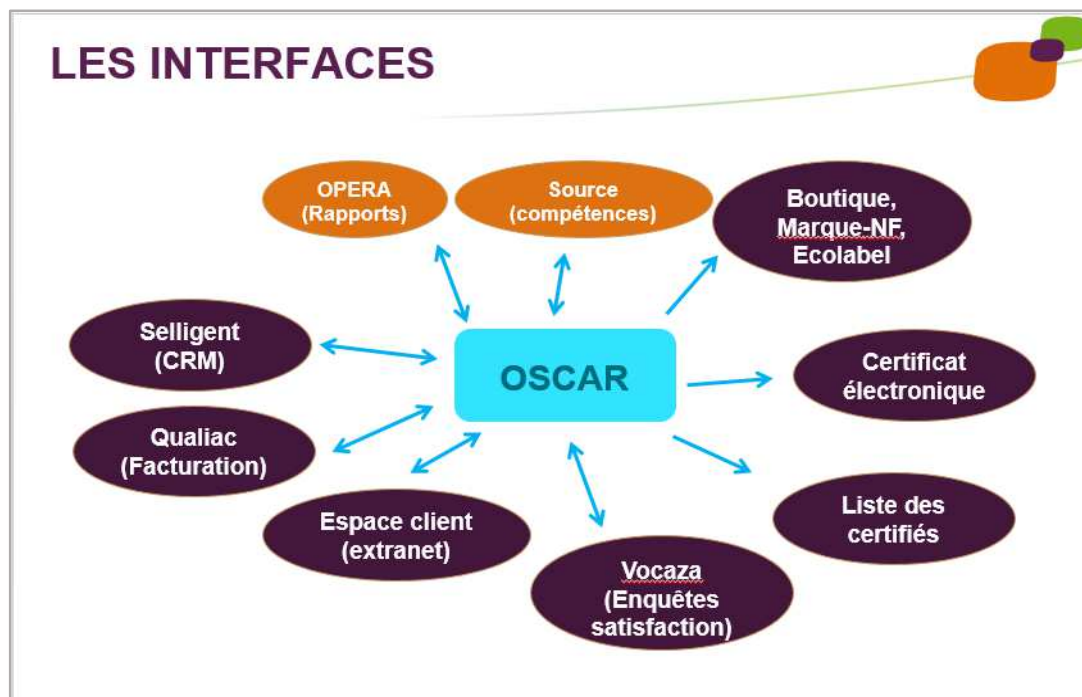 LES INTERFACES
OPERA
(Rapports)
Source
(compétences)
Boutique,
Marque-NF,
Ecolabel
Selligent
(CRM)
OSCAR
Certificat
électronique
Qualiac
(Facturation)
Espace client
(extranet)
Liste des
certifiés
Vocaza
(Enquêtes
satisfaction)